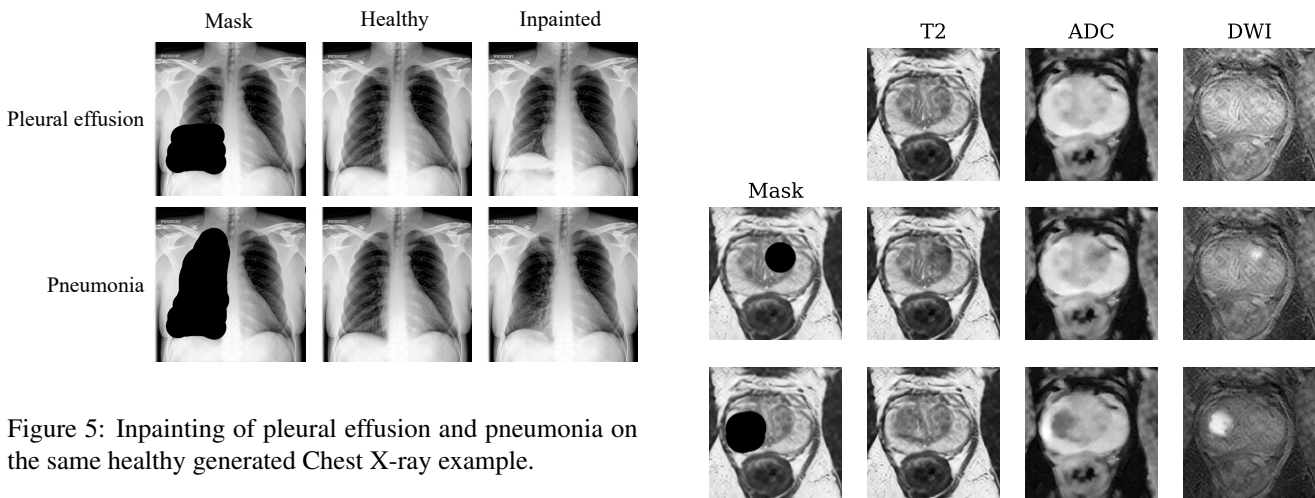 Mask Healthy Inpainted
Pleural effusion
Pneumonia
Figure 5: Inpainting of pleural effusion and pneumonia on
the same healthy generated Chest X-ray example.
T2 ADC DWI
Mask